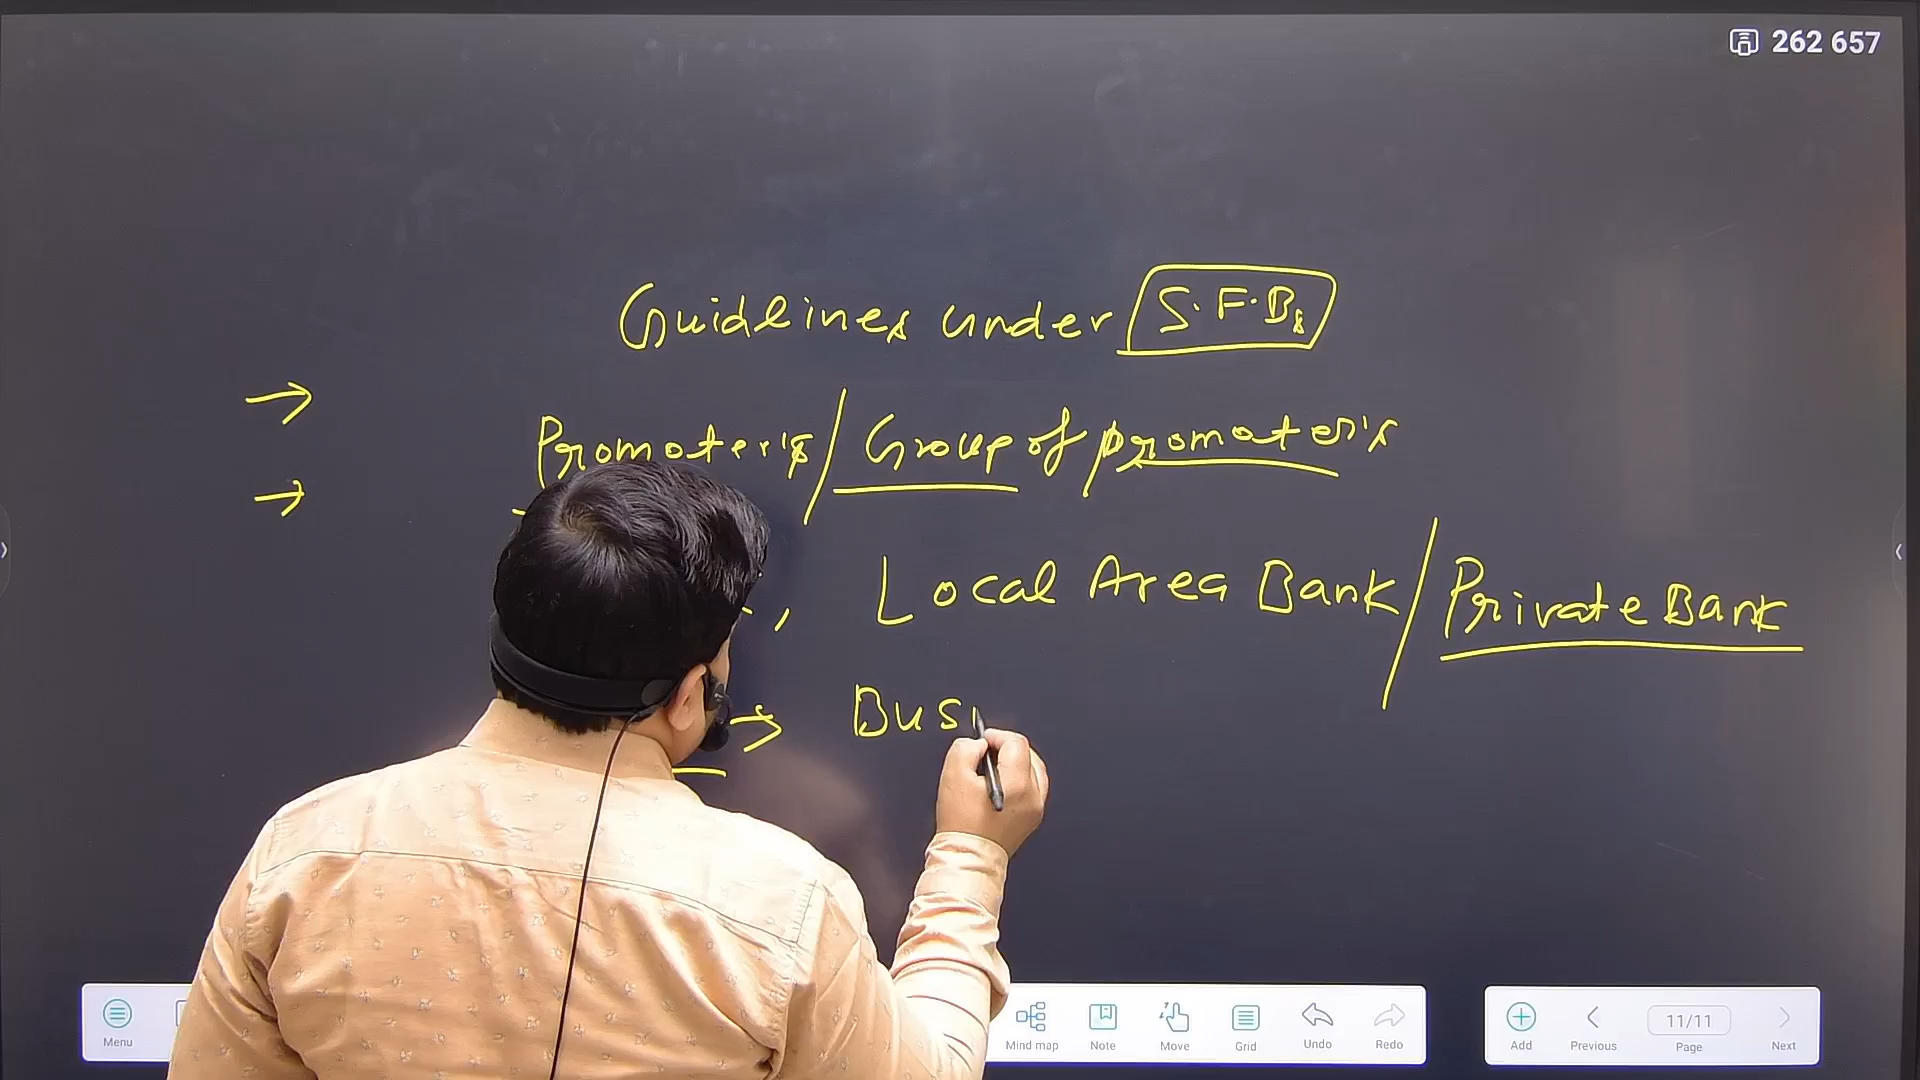 262 657
Guidelines under S.F.Bs
→ Promoter's / Group of promoter's
→
, Local Area Bank / Private Bank
→ Busi
Menu
Mind map Note Move Grid Undo Redo
Add Previous 11/11 Page Next